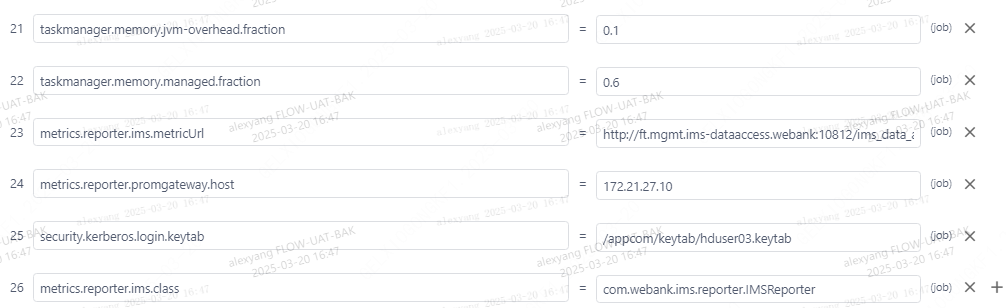 21 taskmanager.memory.jvm-overhead.fraction = 0.1 (job) ×
22 taskmanager.memory.managed.fraction = 0.6 (job) ×
23 metrics.reporter.ims.metricUrl = http://ft.mgmt.ims-dataaccess.webank:10812/ims_data_a (job) ×
24 metrics.reporter.promgateway.host = 172.21.27.10 (job) ×
25 security.kerberos.login.keytab = /appcom/keytab/hduser03.keytab (job) ×
26 metrics.reporter.ims.class = com.webank.ims.reporter.IMSReporter (job) × +
alexyang FLOW-UAT-BAK
2025-03-20 16:47